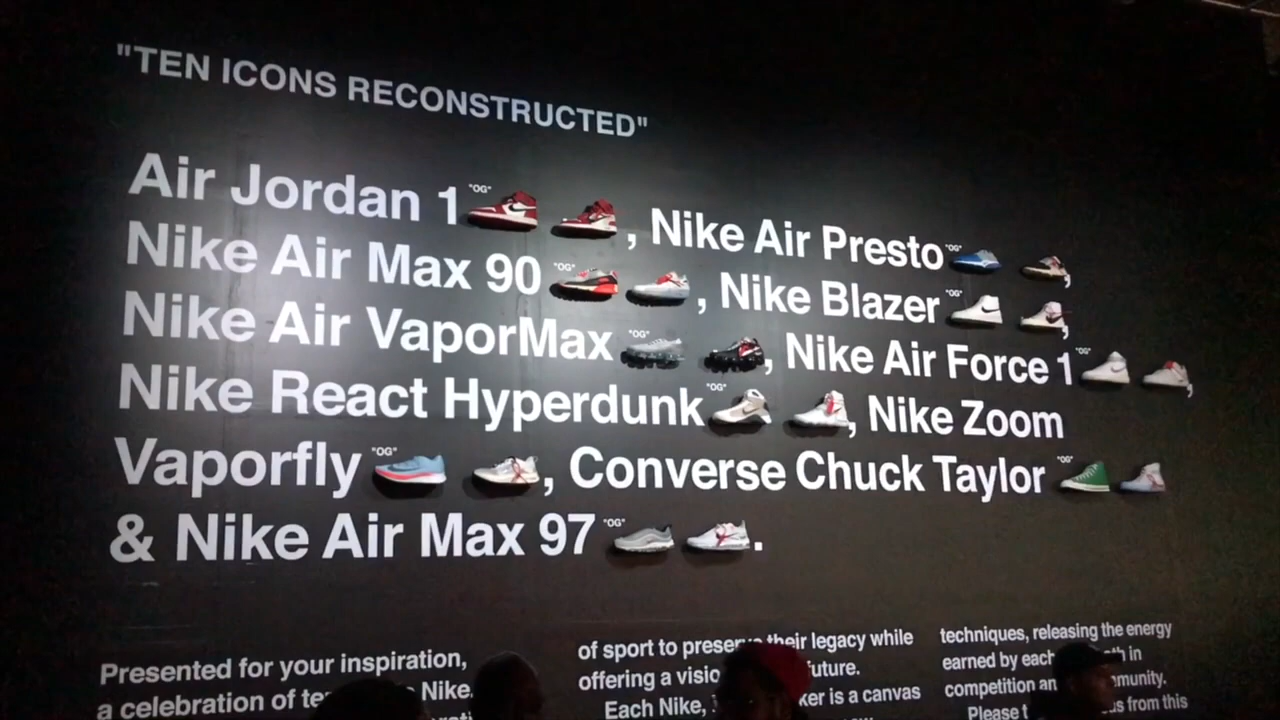 "TEN ICONS RECONSTRUCTED"
Air Jordan 1 "OG" , Nike Air Presto "OG" ,
Nike Air Max 90 "OG" , Nike Blazer "OG" ,
Nike Air VaporMax "OG" , Nike Air Force 1 "OG" ,
Nike React Hyperdunk "OG" , Nike Zoom
Vaporfly "OG" , Converse Chuck Taylor "OG"
& Nike Air Max 97 "OG" .
Presented for your inspiration,
a celebration of Nike
of sport to preserve their legacy while
offering a future.
Each Nike, is a canvas
techniques, releasing the energy
earned by each in
competition
Please from this